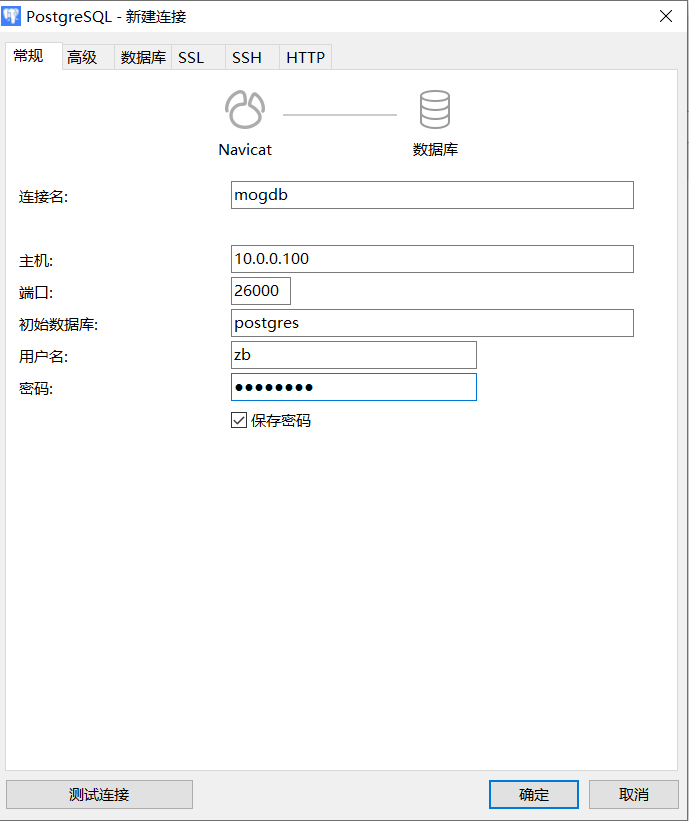 PostgreSQL - 新建连接
常规 高级 数据库 SSL SSH HTTP
Navicat 数据库
连接名: mogdb
主机: 10.0.0.100
端口: 26000
初始数据库: postgres
用户名: zb
密码: ●●●●●●●●
保存密码
测试连接 确定 取消